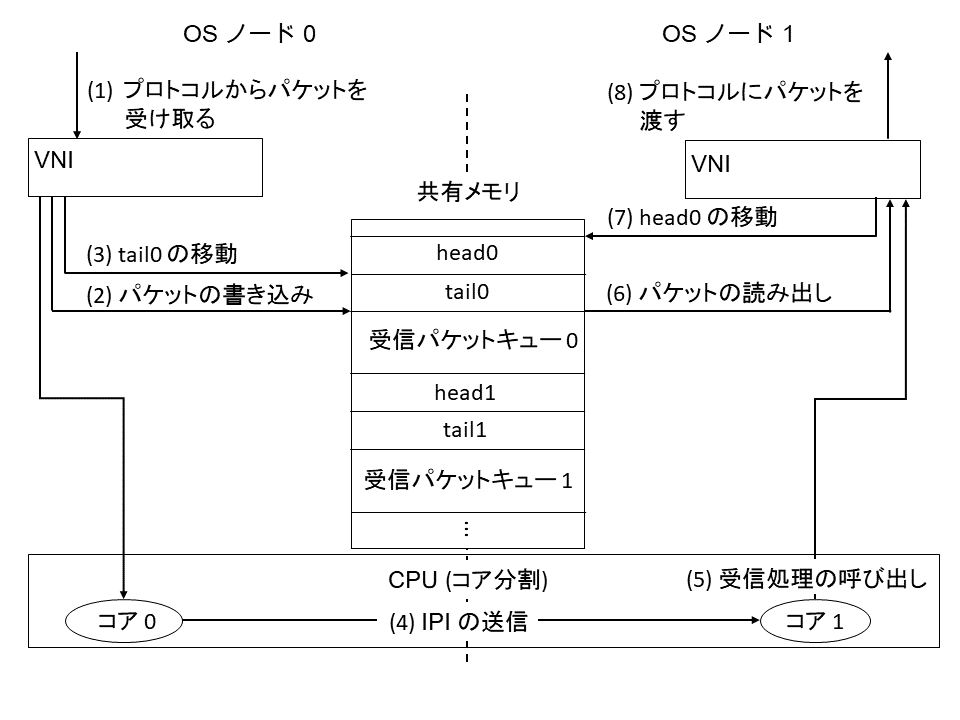 OS ノード 0
OS ノード 1
(1) プロトコルからパケットを
受け取る
(8) プロトコルにパケットを
渡す
VNI
VNI
共有メモリ
(7) head0 の移動
(3) tail0 の移動
head0
(2) パケットの書き込み
tail0
(6) パケットの読み出し
受信パケットキュー 0
head1
tail1
受信パケットキュー 1
⋮
CPU (コア分割)
(5) 受信処理の呼び出し
コア 0
(4) IPI の送信
コア 1